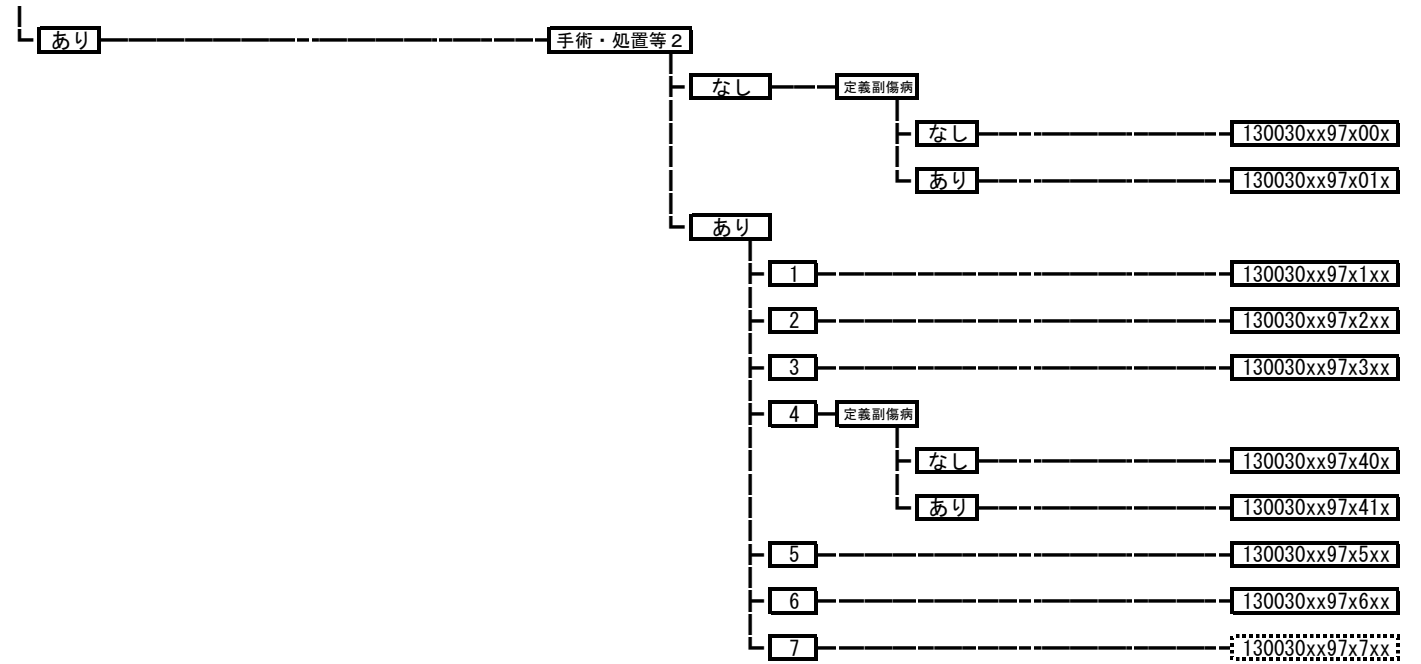 あり 手術・処置等２
なし 定義副傷病
なし 130030xx97x00x
あり 130030xx97x01x
あり
1 130030xx97x1xx
2 130030xx97x2xx
3 130030xx97x3xx
4 定義副傷病
なし 130030xx97x40x
あり 130030xx97x41x
5 130030xx97x5xx
6 130030xx97x6xx
7 130030xx97x7xx